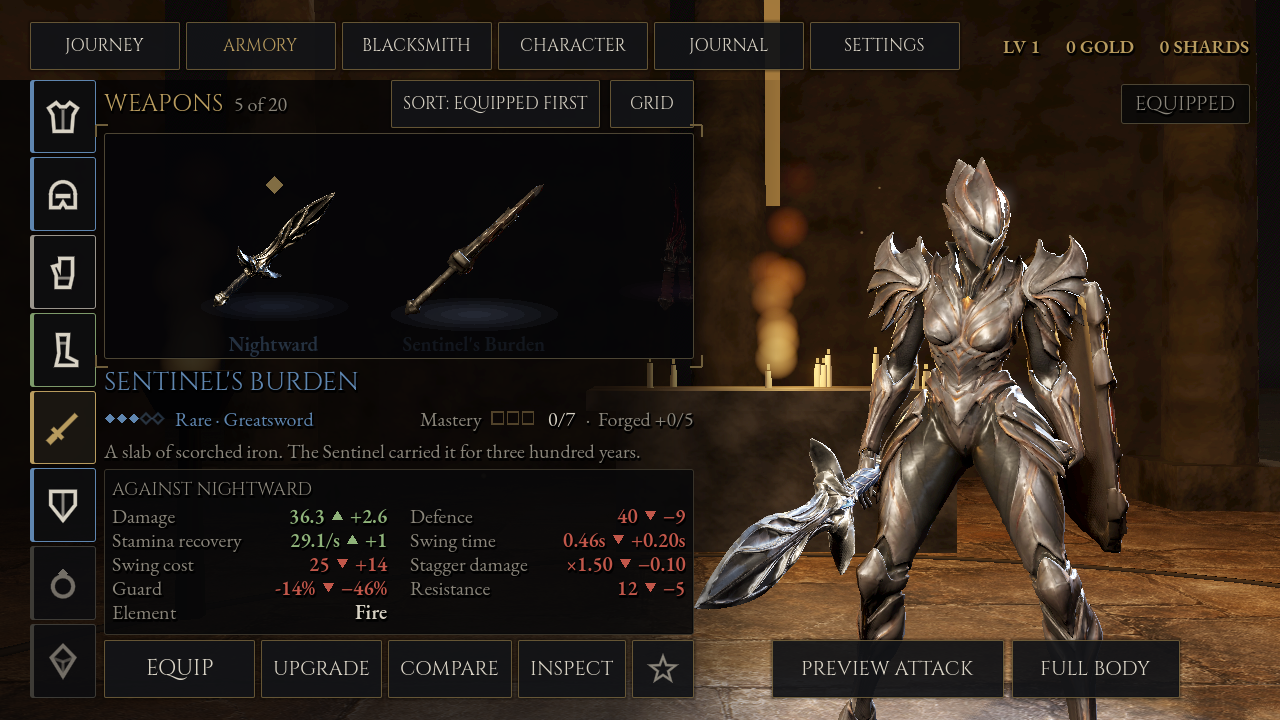 JOURNEY ARMORY BLACKSMITH CHARACTER JOURNAL SETTINGS LV 1 0 GOLD 0 SHARDS
WEAPONS 5 of 20 SORT: EQUIPPED FIRST GRID EQUIPPED
Nightward Sentinel's Burden
SENTINEL'S BURDEN
Rare · Greatsword Mastery 0/7 · Forged +0/5
A slab of scorched iron. The Sentinel carried it for three hundred years.
AGAINST NIGHTWARD
Damage 36.3 ▲ +2.6 Defence 40 ▼ −9
Stamina recovery 29.1/s ▲ +1 Swing time 0.46s ▼ +0.20s
Swing cost 25 ▼ +14 Stagger damage ×1.50 ▼ −0.10
Guard -14% ▼ −46% Resistance 12 ▼ −5
Element Fire
EQUIP UPGRADE COMPARE INSPECT PREVIEW ATTACK FULL BODY